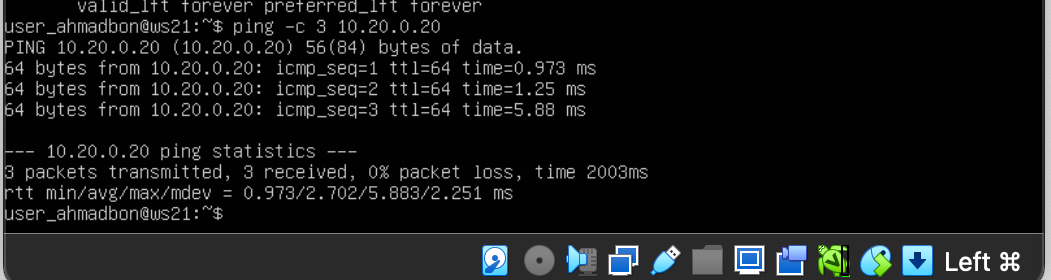 valid_lft forever preferred_lft forever
user_ahmadbon@ws21:~$ ping -c 3 10.20.0.20
PING 10.20.0.20 (10.20.0.20) 56(84) bytes of data.
64 bytes from 10.20.0.20: icmp_seq=1 ttl=64 time=0.973 ms
64 bytes from 10.20.0.20: icmp_seq=2 ttl=64 time=1.25 ms
64 bytes from 10.20.0.20: icmp_seq=3 ttl=64 time=5.88 ms
--- 10.20.0.20 ping statistics ---
3 packets transmitted, 3 received, 0% packet loss, time 2003ms
rtt min/avg/max/mdev = 0.973/2.702/5.883/2.251 ms
user_ahmadbon@ws21:~$
Left ⌘